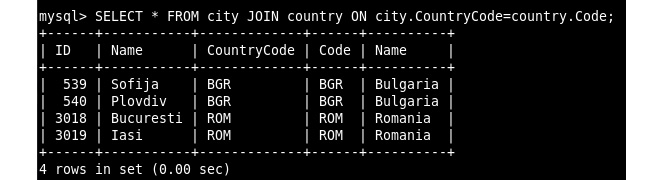 mysql> SELECT * FROM city JOIN country ON city.CountryCode=country.Code;
+------+-----------+-------------+------+----------+
| ID   | Name      | CountryCode | Code | Name     |
+------+-----------+-------------+------+----------+
|  539 | Sofija    | BGR         | BGR  | Bulgaria |
|  540 | Plovdiv   | BGR         | BGR  | Bulgaria |
| 3018 | Bucuresti | ROM         | ROM  | Romania  |
| 3019 | Iasi      | ROM         | ROM  | Romania  |
+------+-----------+-------------+------+----------+
4 rows in set (0.00 sec)